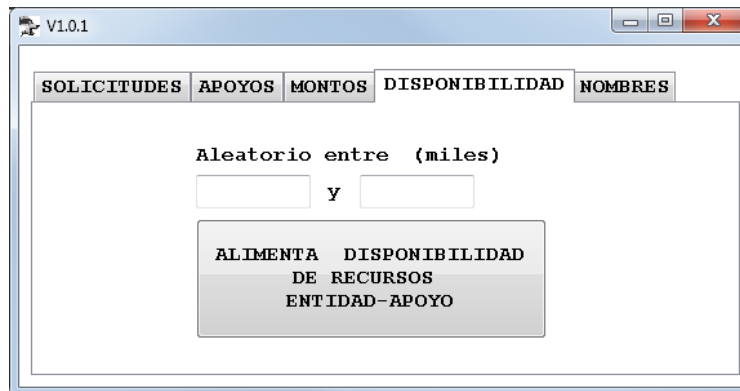 V1.0.1
SOLICITUDES APOYOS MONTOS DISPONIBILIDAD NOMBRES
Aleatorio entre (miles)
y
ALIMENTA DISPONIBILIDAD
DE RECURSOS
ENTIDAD-APOYO